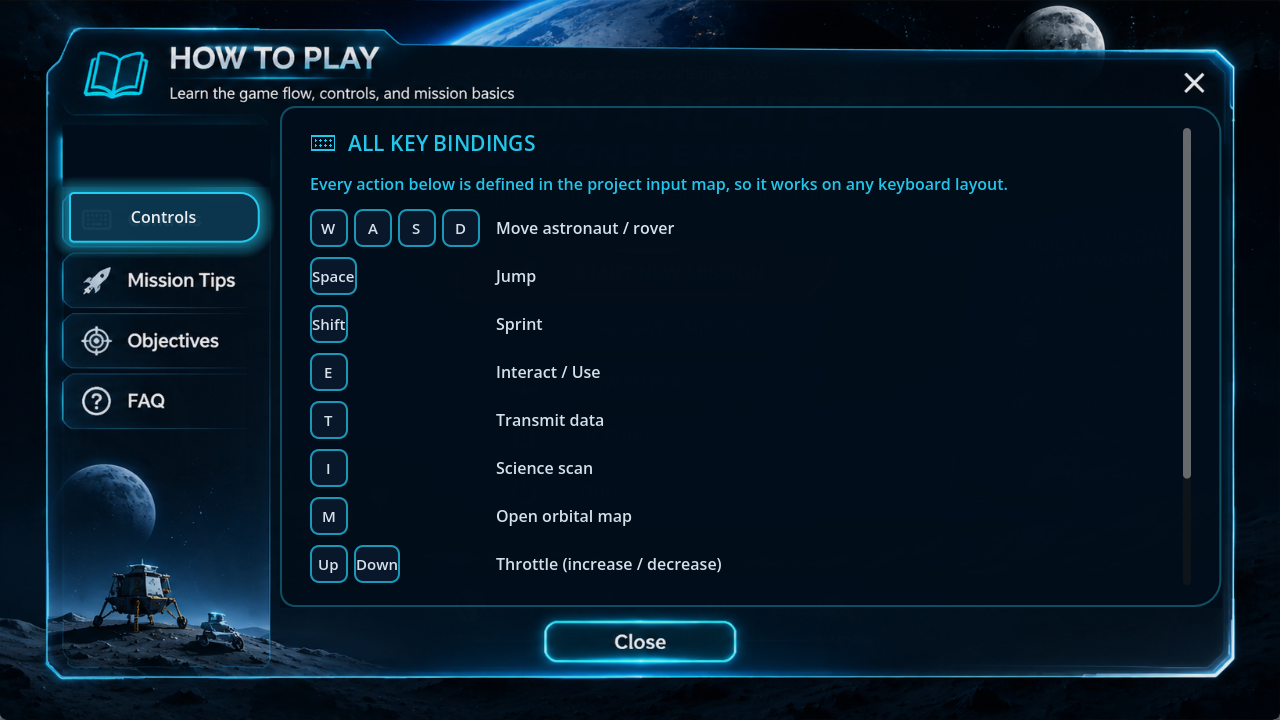 HOW TO PLAY
Learn the game flow, controls, and mission basics
Controls
Mission Tips
Objectives
FAQ
ALL KEY BINDINGS
Every action below is defined in the project input map, so it works on any keyboard layout.
W A S D Move astronaut / rover
Space Jump
Shift Sprint
E Interact / Use
T Transmit data
I Science scan
M Open orbital map
Up Down Throttle (increase / decrease)
Close